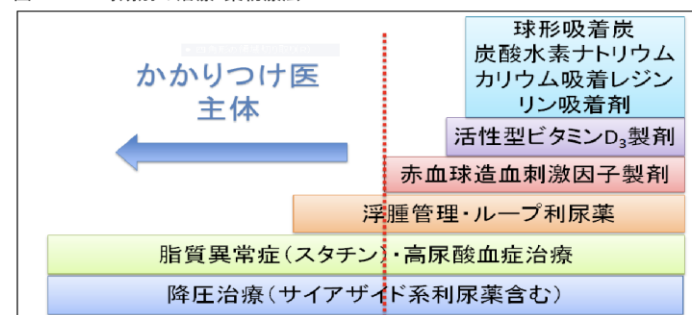 かかりつけ医
主体
球形吸着炭
炭酸水素ナトリウム
カリウム吸着レジン
リン吸着剤
活性型ビタミンD₃製剤
赤血球造血刺激因子製剤
浮腫管理・ループ利尿薬
脂質異常症(スタチン)・高尿酸血症治療
降圧治療(サイアザイド系利尿薬含む)